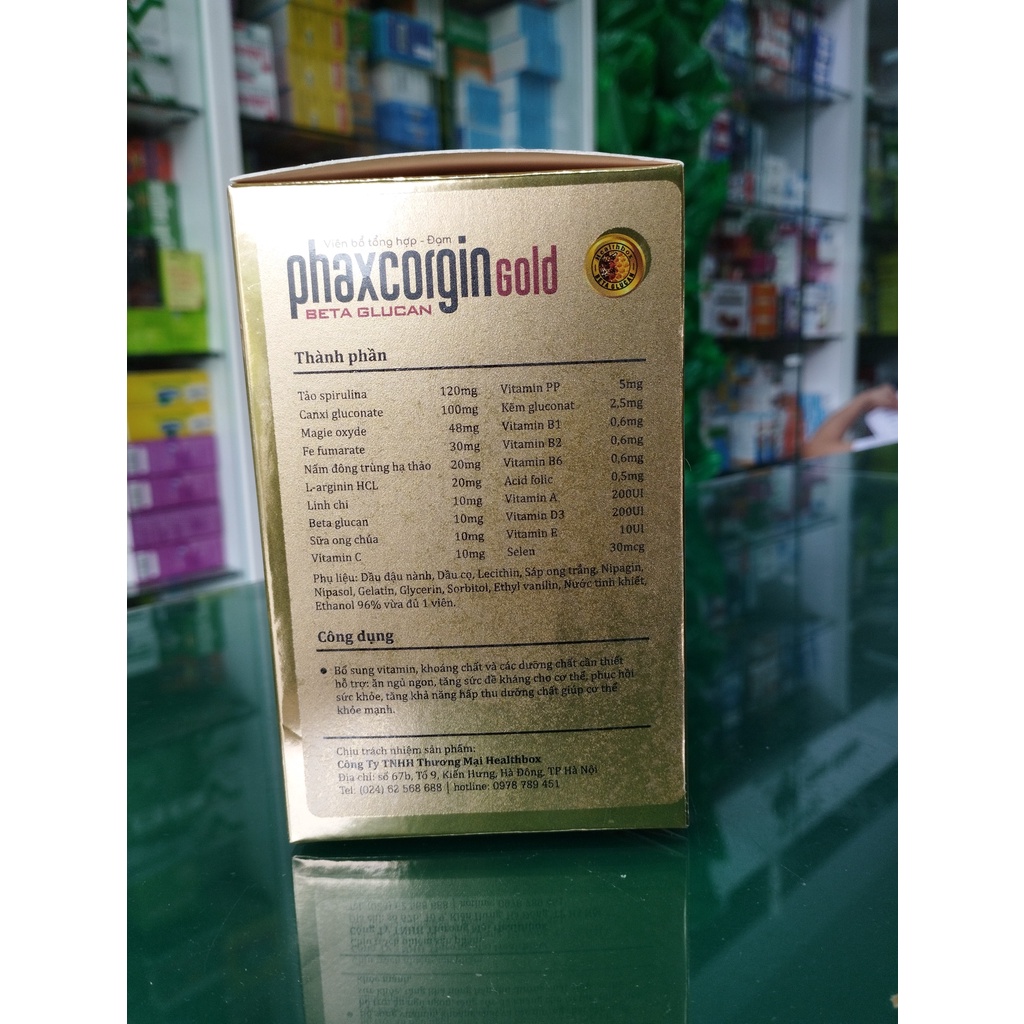 Viên bổ tổng hợp - Đạm
phaxcorgin GOLD
BETA GLUCAN
Healthbox
BETA GLUCAN
Thành phần
Tảo spirulina 120mg Vitamin PP 5mg
Canxi gluconate 100mg Kẽm gluconat 2,5mg
Magie oxyde 48mg Vitamin B1 0,6mg
Fe fumarate 30mg Vitamin B2 0,6mg
Nấm đông trùng hạ thảo 20mg Vitamin B6 0,6mg
L-arginin HCL 20mg Acid folic 0,5mg
Linh chi 10mg Vitamin A 200UI
Beta glucan 10mg Vitamin D3 200UI
Sữa ong chúa 10mg Vitamin E 10UI
Vitamin C 10mg Selen 30mcg
Phụ liệu: Dầu đậu nành, Dầu cọ, Lecithin, Sáp ong trắng, Nipagin,
Nipasol, Gelatin, Glycerin, Sorbitol, Ethyl vanilin, Nước tinh khiết,
Ethanol 96% vừa đủ 1 viên.
Công dụng
• Bổ sung vitamin, khoáng chất và các dưỡng chất cần thiết
hỗ trợ: ăn ngủ ngon, tăng sức đề kháng cho cơ thể, phục hồi
sức khỏe, tăng khả năng hấp thu dưỡng chất giúp cơ thể
khỏe mạnh.
Chịu trách nhiệm sản phẩm:
Công Ty TNHH Thương Mại Healthbox
Địa chỉ: số 67b, Tổ 9, Kiến Hưng, Hà Đông, TP Hà Nội
Tel: (024) 62 568 688 | hotline: 0978 789 451